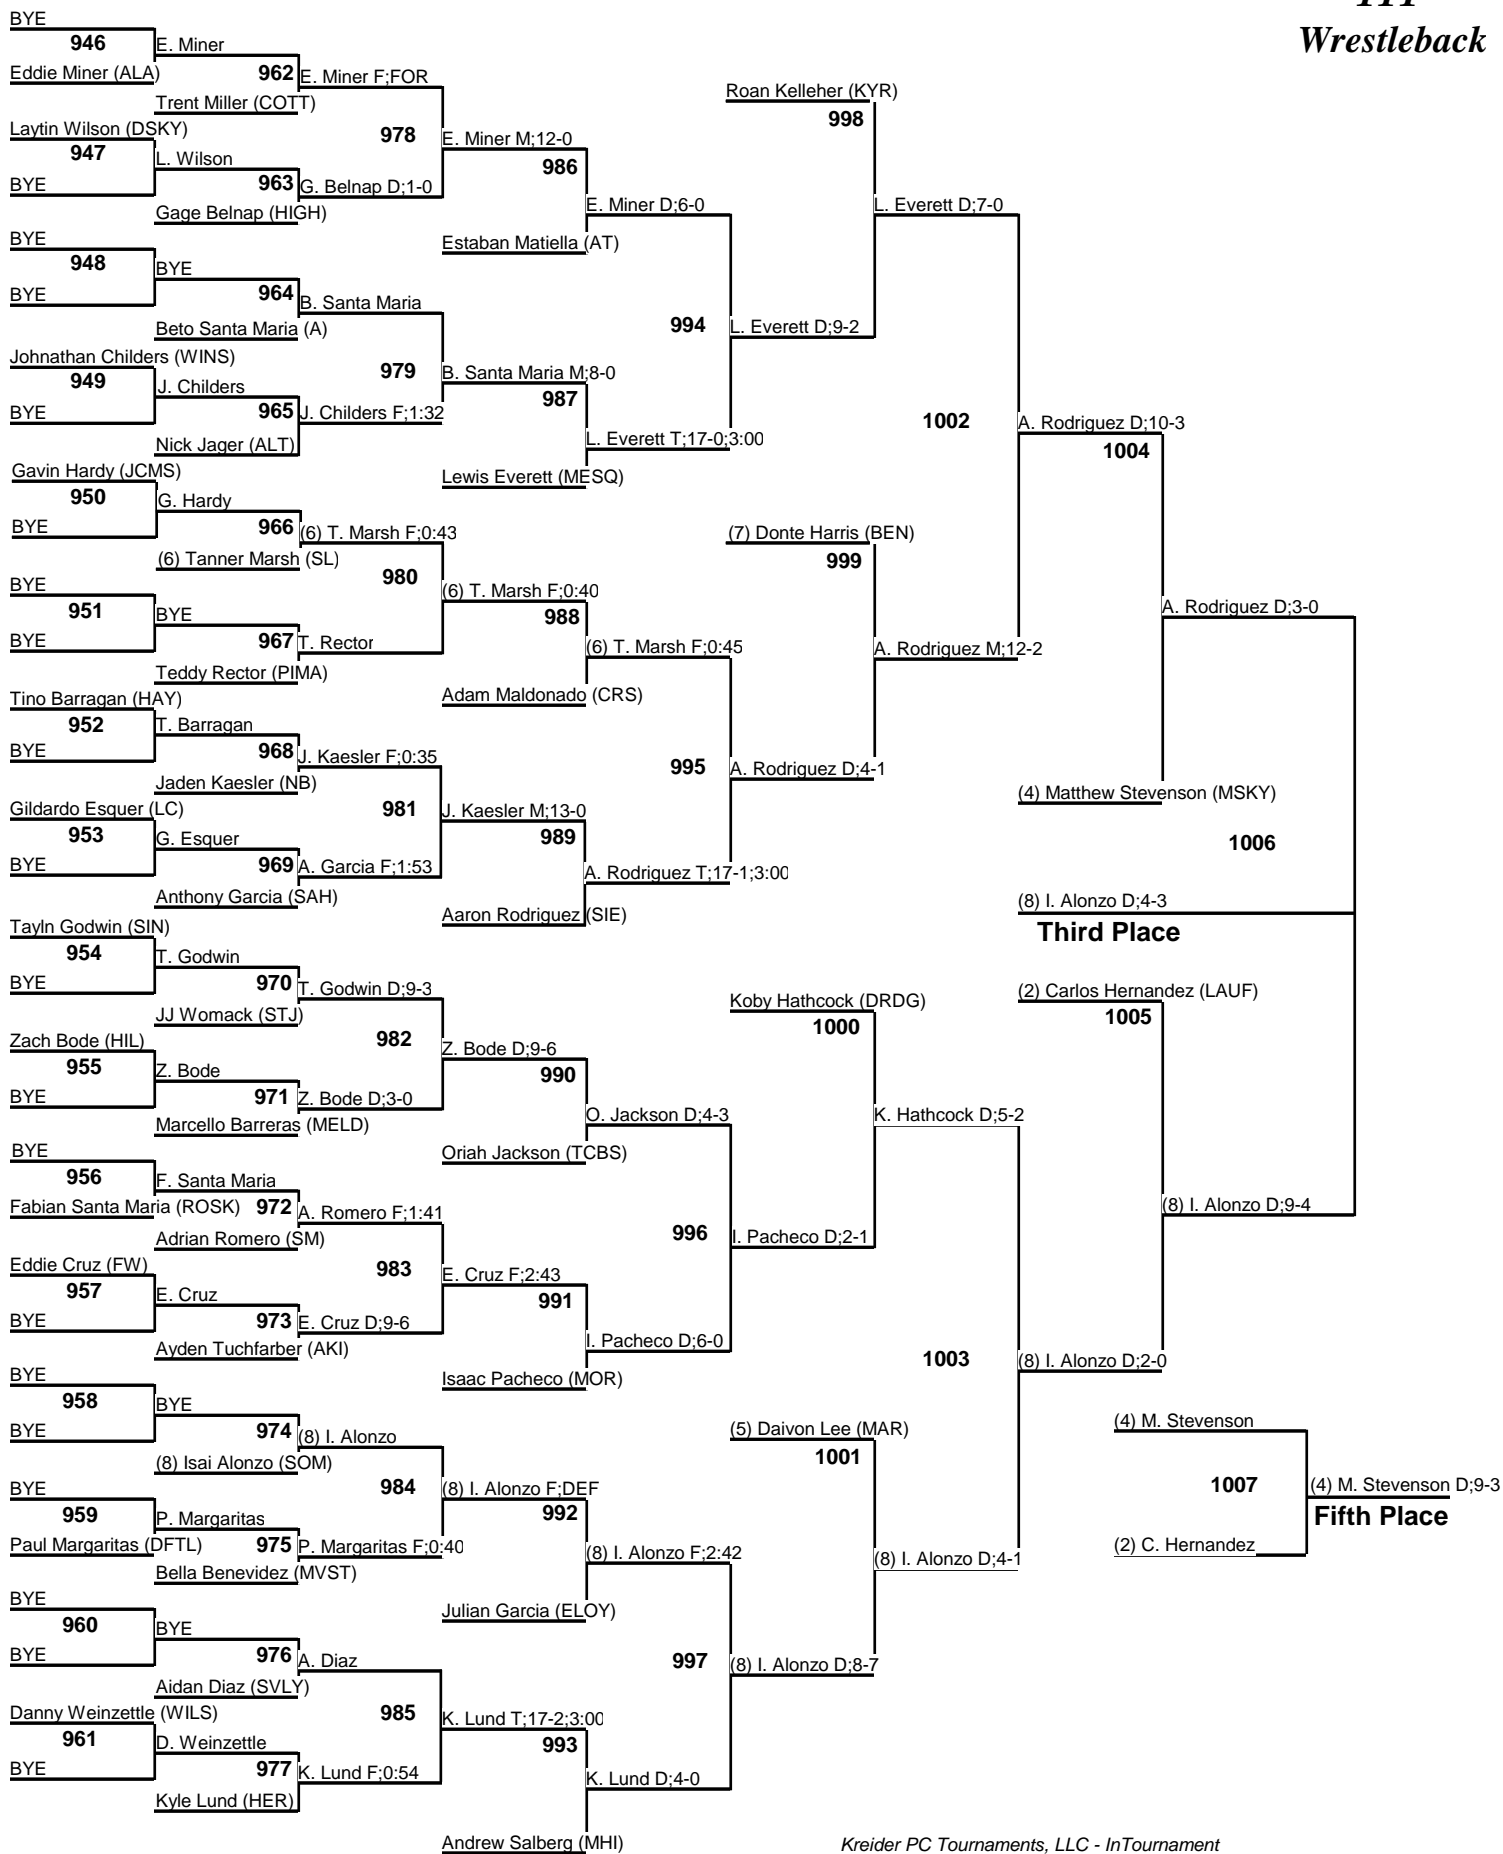 111
Wrestleback
BYE
946
E. Miner
Eddie Miner (ALA)
962
E. Miner F;FOR
Trent Miller (COTT)
Laytin Wilson (DSKY)
947
L. Wilson
BYE
963
G. Belnap D;1-0
Gage Belnap (HIGH)
978
E. Miner M;12-0
986
E. Miner D;6-0
Estaban Matiella (AT)
BYE
948
BYE
BYE
964
B. Santa Maria
Beto Santa Maria (A)
Johnathan Childers (WINS)
949
J. Childers
BYE
965
J. Childers F;1:32
Nick Jager (ALT)
979
B. Santa Maria M;8-0
987
L. Everett T;17-0;3:00
Lewis Everett (MESQ)
994
L. Everett D;9-2
Roan Kelleher (KYR)
998
L. Everett D;7-0
Gavin Hardy (JCMS)
950
G. Hardy
BYE
966
(6) T. Marsh F;0:43
(6) Tanner Marsh (SL)
BYE
951
BYE
BYE
967
T. Rector
Teddy Rector (PIMA)
980
(6) T. Marsh F;0:40
988
(6) T. Marsh F;0:45
Adam Maldonado (CRS)
Tino Barragan (HAY)
952
T. Barragan
BYE
968
J. Kaesler F;0:35
Jaden Kaesler (NB)
Gildardo Esquer (LC)
953
G. Esquer
BYE
969
A. Garcia F;1:53
Anthony Garcia (SAH)
981
J. Kaesler M;13-0
989
A. Rodriguez T;17-1;3:00
Aaron Rodriguez (SIE)
995
A. Rodriguez D;4-1
(7) Donte Harris (BEN)
999
A. Rodriguez M;12-2
1002
A. Rodriguez D;10-3
1004
A. Rodriguez D;3-0
(4) Matthew Stevenson (MSKY)
1006
(8) I. Alonzo D;4-3
Third Place
Tayln Godwin (SIN)
954
T. Godwin
BYE
970
T. Godwin D;9-3
JJ Womack (STJ)
Zach Bode (HIL)
955
Z. Bode
BYE
971
Z. Bode D;3-0
Marcello Barreras (MELD)
982
Z. Bode D;9-6
990
O. Jackson D;4-3
Oriah Jackson (TCBS)
BYE
956
F. Santa Maria
Fabian Santa Maria (ROSK)
972
A. Romero F;1:41
Adrian Romero (SM)
Eddie Cruz (FW)
957
E. Cruz
BYE
973
E. Cruz D;9-6
Ayden Tuchfarber (AKI)
983
E. Cruz F;2:43
991
I. Pacheco D;6-0
Isaac Pacheco (MOR)
996
I. Pacheco D;2-1
Koby Hathcock (DRDG)
1000
K. Hathcock D;5-2
BYE
958
BYE
BYE
974
(8) I. Alonzo
(8) Isai Alonzo (SOM)
BYE
959
P. Margaritas
Paul Margaritas (DFTL)
975
P. Margaritas F;0:40
Bella Benevidez (MVST)
984
(8) I. Alonzo F;DEF
992
(8) I. Alonzo F;2:42
Julian Garcia (ELOY)
BYE
960
BYE
BYE
976
A. Diaz
Aidan Diaz (SVLY)
Danny Weinzettle (WILS)
961
D. Weinzettle
BYE
977
K. Lund F;0:54
Kyle Lund (HER)
985
K. Lund T;17-2;3:00
993
K. Lund D;4-0
Andrew Salberg (MHI)
997
(8) I. Alonzo D;8-7
(5) Daivon Lee (MAR)
1001
(8) I. Alonzo D;4-1
1003
(8) I. Alonzo D;2-0
(2) Carlos Hernandez (LAUF)
1005
(8) I. Alonzo D;9-4
(4) M. Stevenson
1007
(4) M. Stevenson D;9-3
Fifth Place
(2) C. Hernandez
Kreider PC Tournaments, LLC - InTournament